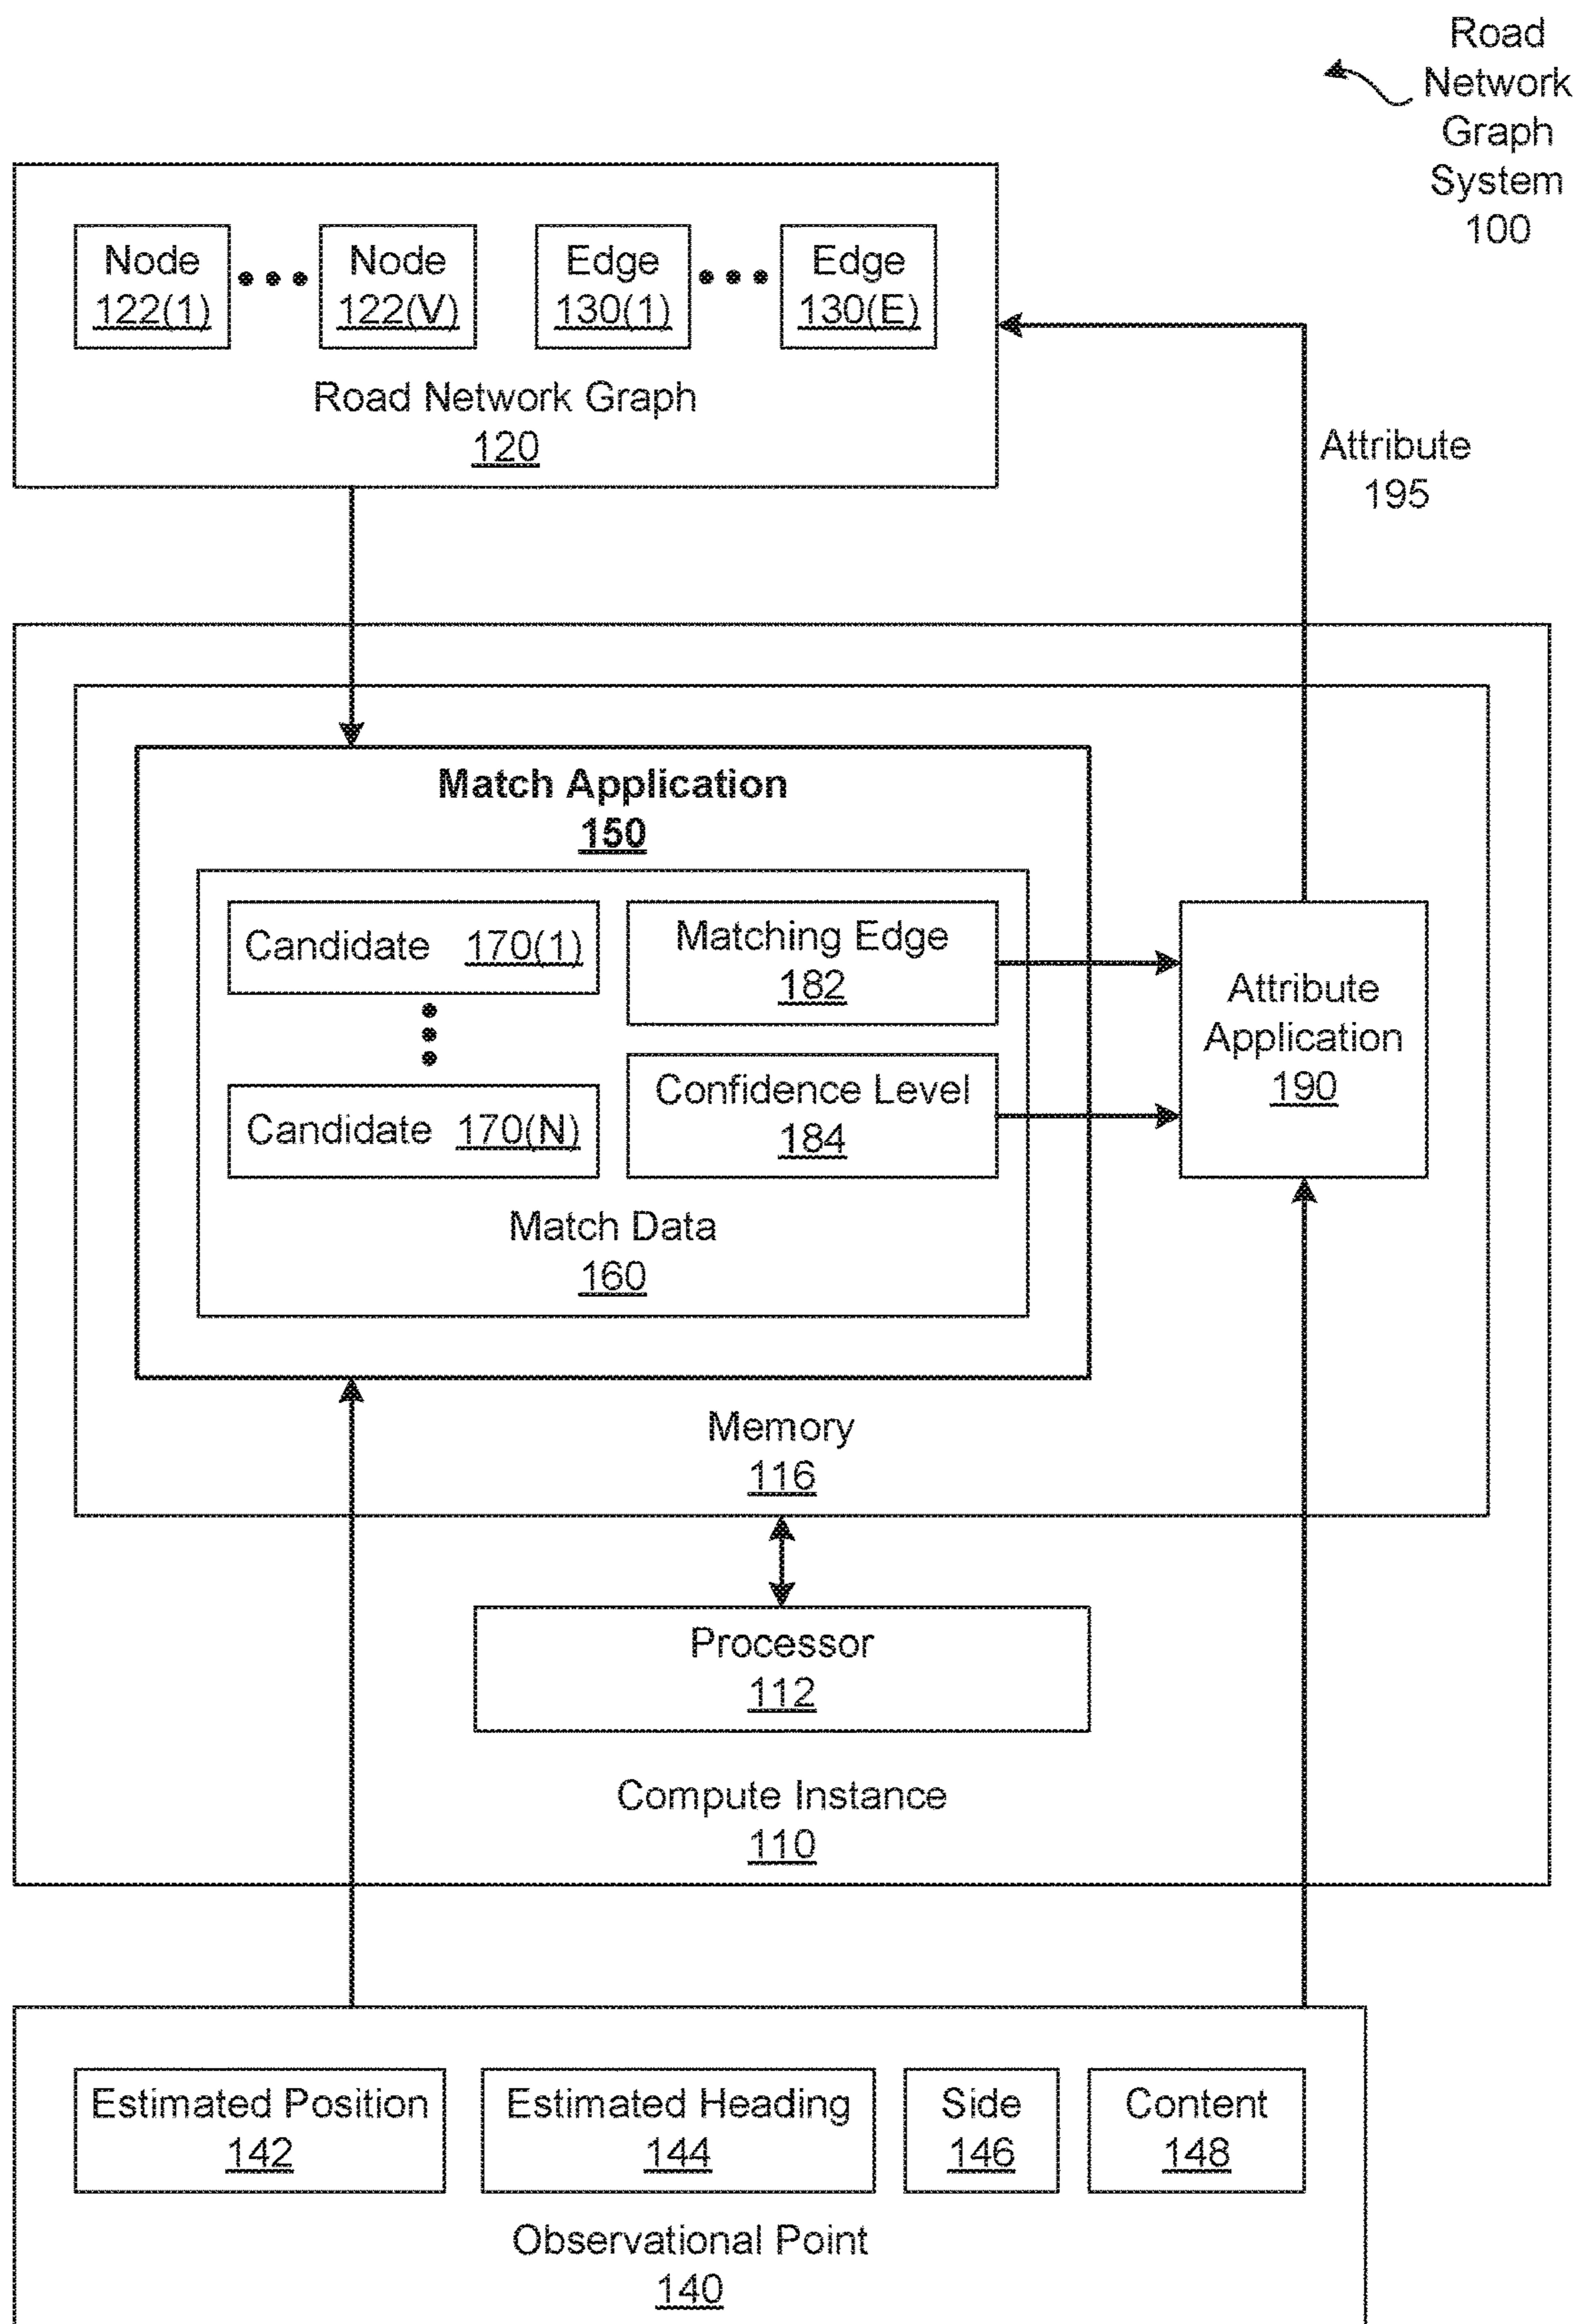 Road
Network
Graph
System
100
Node
122(1)
Node
122(V)
Edge
130(1)
Edge
130(E)
Road Network Graph
120
Attribute
195
Match Application
150
Candidate 170(1)
Candidate 170(N)
Matching Edge
182
Confidence Level
184
Match Data
160
Attribute
Application
190
Memory
116
Processor
112
Compute Instance
110
Estimated Position
142
Estimated Heading
144
Side
146
Content
148
Observational Point
140